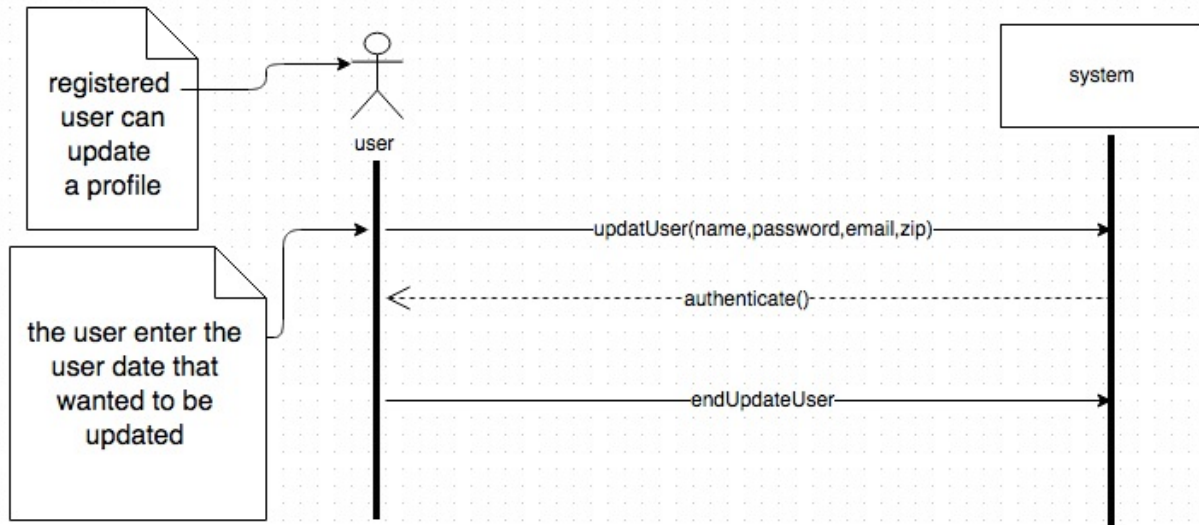 registered
user can
update
a profile
user
system
updatUser(name,password,email,zip)
authenticate()
the user enter the
user date that
wanted to be
updated
endUpdateUser